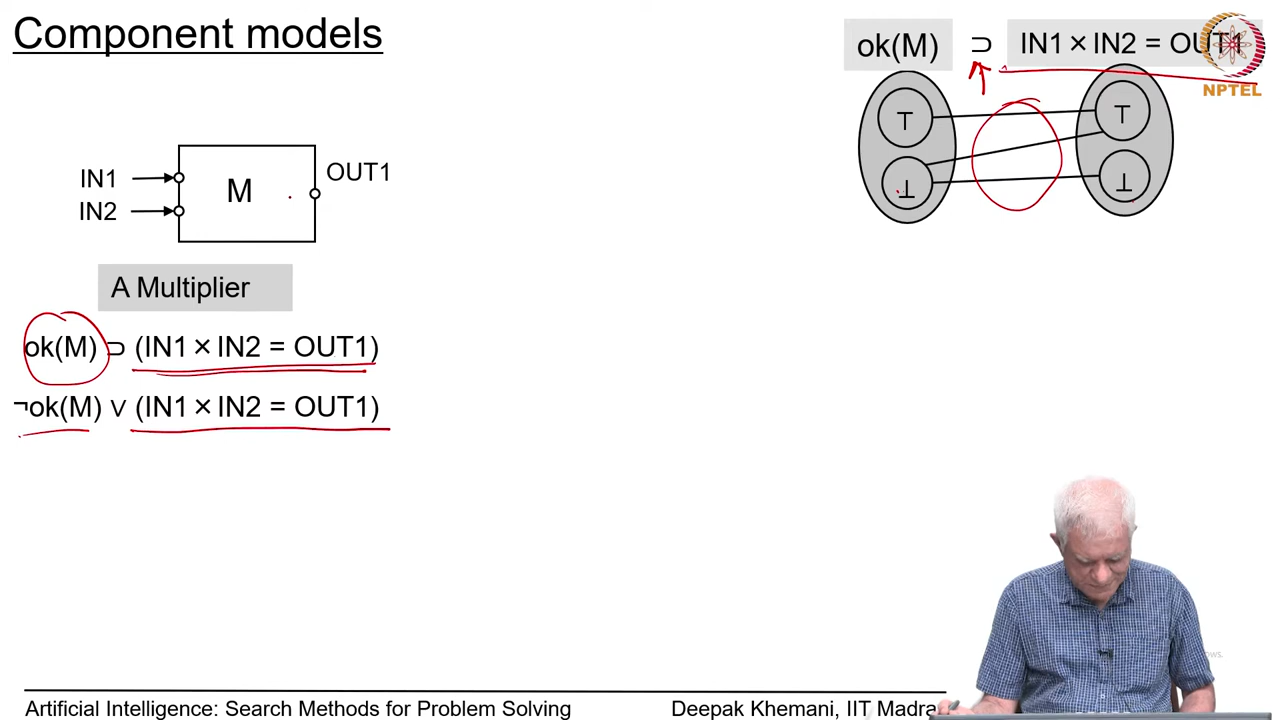 Component models
ok(M) ⊃ IN1 × IN2 = OUT1
NPTEL
⊤ ⊤
⊥ ⊥
IN1
IN2
M
OUT1
A Multiplier
ok(M) ⊃ (IN1 × IN2 = OUT1)
¬ok(M) ∨ (IN1 × IN2 = OUT1)
Artificial Intelligence: Search Methods for Problem Solving Deepak Khemani, IIT Madra